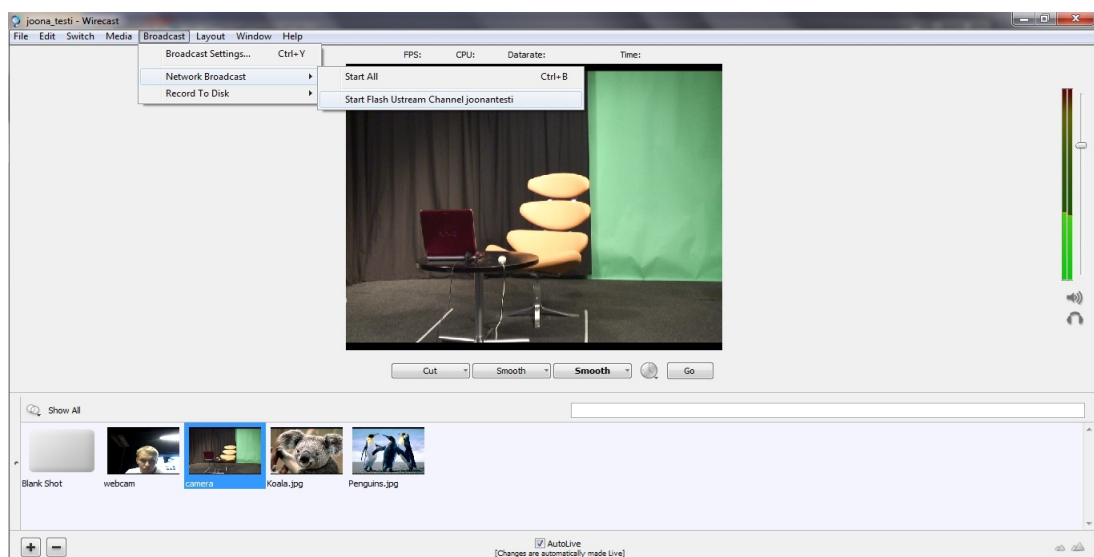 joona_testi - Wirecast
File Edit Switch Media Broadcast Layout Window Help
Broadcast Settings... Ctrl+Y
Network Broadcast
Record To Disk
Start All Ctrl+B
Start Flash Ustream Channel joonantesti
FPS: CPU: Datarate: Time:
Cut Smooth Smooth Go
Show All
Blank Shot webcam camera Koala.jpg Penguins.jpg
AutoLive
[Changes are automatically made Live]